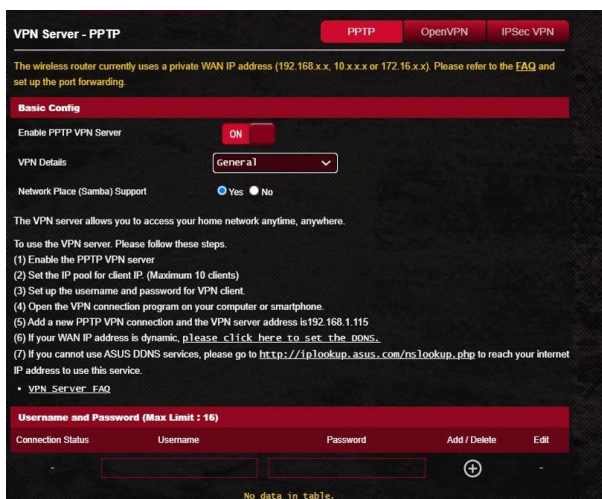 VPN Server - PPTP
PPTP
OpenVPN
IPSec VPN
The wireless router currently uses a private WAN IP address (192.168.x.x, 10.x.x.x or 172.16.x.x). Please refer to the FAQ and
set up the port forwarding.
Basic Config
Enable PPTP VPN Server
ON
VPN Details
General
Network Place (Samba) Support
Yes
No
The VPN server allows you to access your home network anytime, anywhere.
To use the VPN server. Please follow these steps.
(1) Enable the PPTP VPN server
(2) Set the IP pool for client IP. (Maximum 10 clients)
(3) Set up the username and password for VPN client.
(4) Open the VPN connection program on your computer or smartphone.
(5) Add a new PPTP VPN connection and the VPN server address is192.168.1.115
(6) If your WAN IP address is dynamic, please click here to set the DDNS.
(7) If you cannot use ASUS DDNS services, please go to http://iplookup.asus.com/nslookup.php to reach your internet
IP address to use this service.
• VPN Server FAQ
Username and Password (Max Limit : 16)
Connection Status
Username
Password
Add / Delete
Edit
-
-
No data in table.